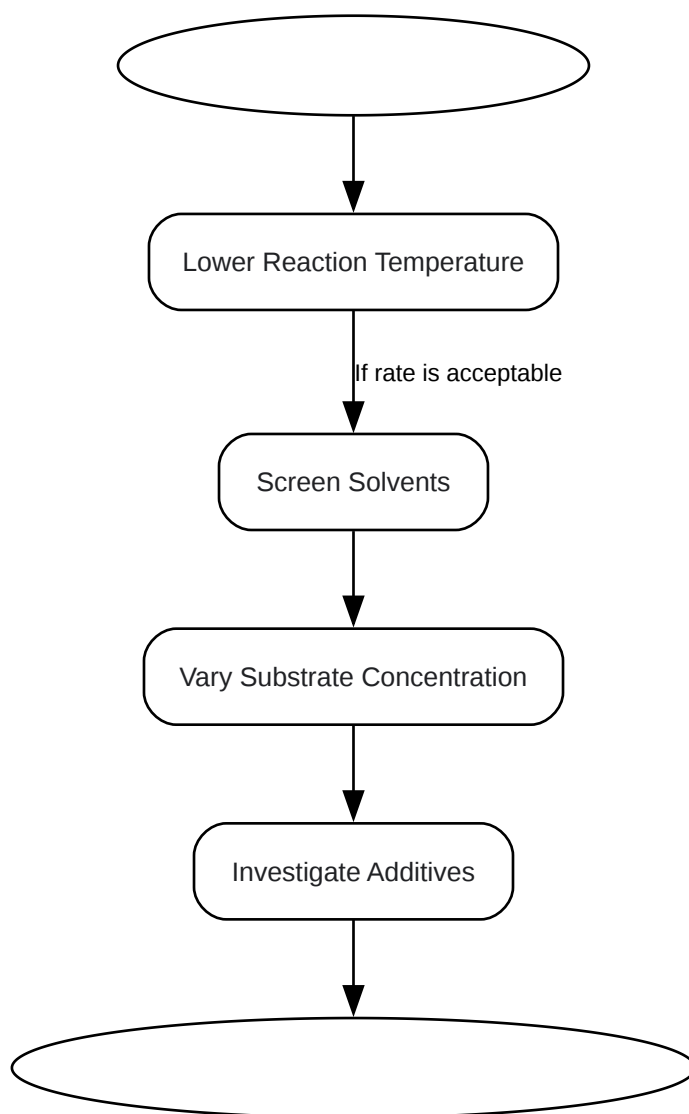 Lower Reaction Temperature
If rate is acceptable
Screen Solvents
Vary Substrate Concentration
Investigate Additives